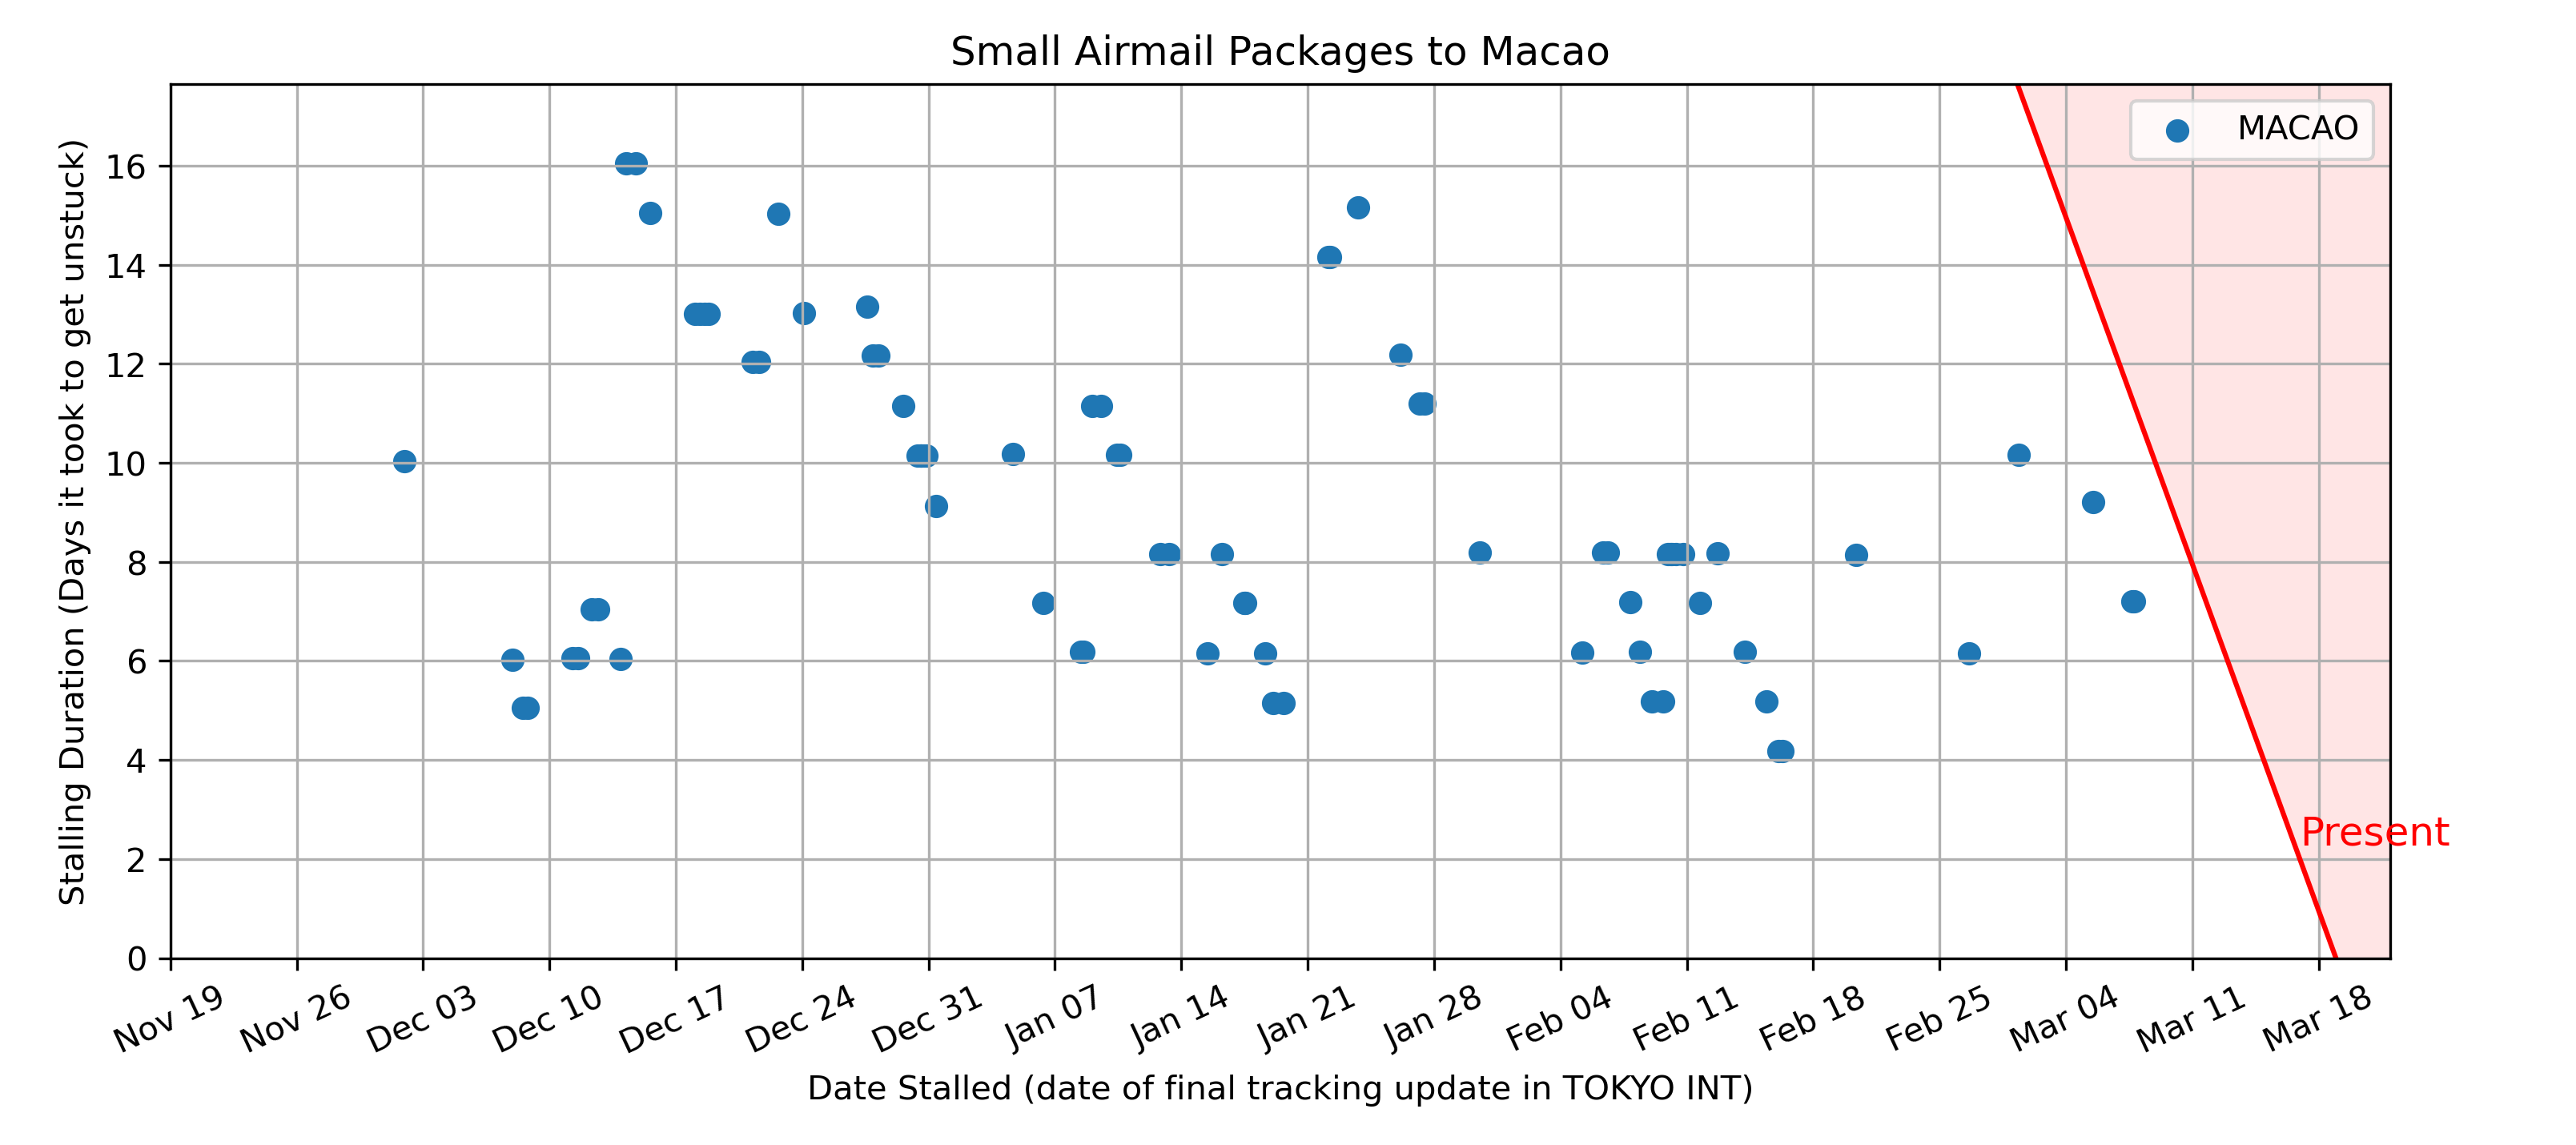 Small Airmail Packages to Macao
MACAO
Stalling Duration (Days it took to get unstuck)
16
14
12
10
8
6
4
2
0
Present
Nov 19
Nov 26
Dec 03
Dec 10
Dec 17
Dec 24
Dec 31
Jan 07
Jan 14
Jan 21
Jan 28
Feb 04
Feb 11
Feb 18
Feb 25
Mar 04
Mar 11
Mar 18
Date Stalled (date of final tracking update in TOKYO INT)